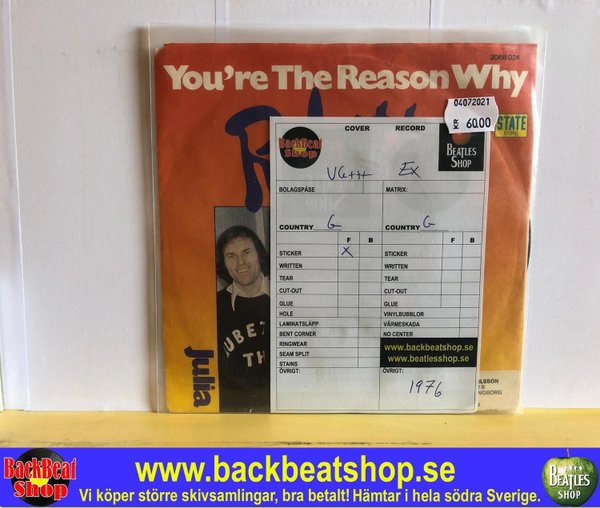 2088 024
You're The Reason Why
04072021
KR 60.00
STATE
RECORDS
COVER RECORD
BackBeat
Shop
BEATLES
SHOP
VG+++ EX
BOLAGSPÅSE MATRIX:
G G
COUNTRY COUNTRY
F B F B
STICKER X STICKER
WRITTEN WRITTEN
TEAR TEAR
CUT-OUT CUT-OUT
GLUE GLUE
HOLE VINYLBUBBLOR
LAMINATSLÄPP VÄRMESKADA
BENT CORNER NO CENTER
RINGWEAR www.backbeatshop.se
SEAM SPLIT www.beatlesshop.se
STAINS
ÖVRIGT: ÖVRIGT:
1976
Julia
BackBeat
Shop
www.backbeatshop.se
Vi köper större skivsamlingar, bra betalt! Hämtar i hela södra Sverige.
BEATLES
SHOP